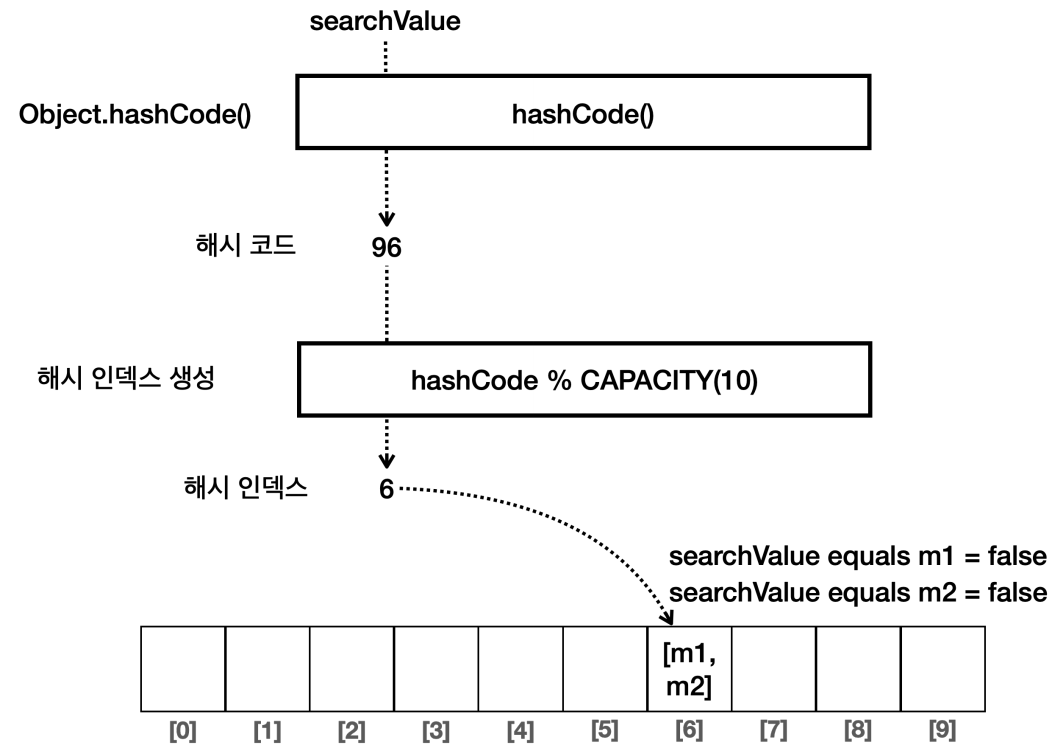 searchValue
Object.hashCode()
hashCode()
해시 코드
96
해시 인덱스 생성
hashCode % CAPACITY(10)
해시 인덱스
6
searchValue equals m1 = false
searchValue equals m2 = false
[m1,
m2]
[0] [1] [2] [3] [4] [5] [6] [7] [8] [9]